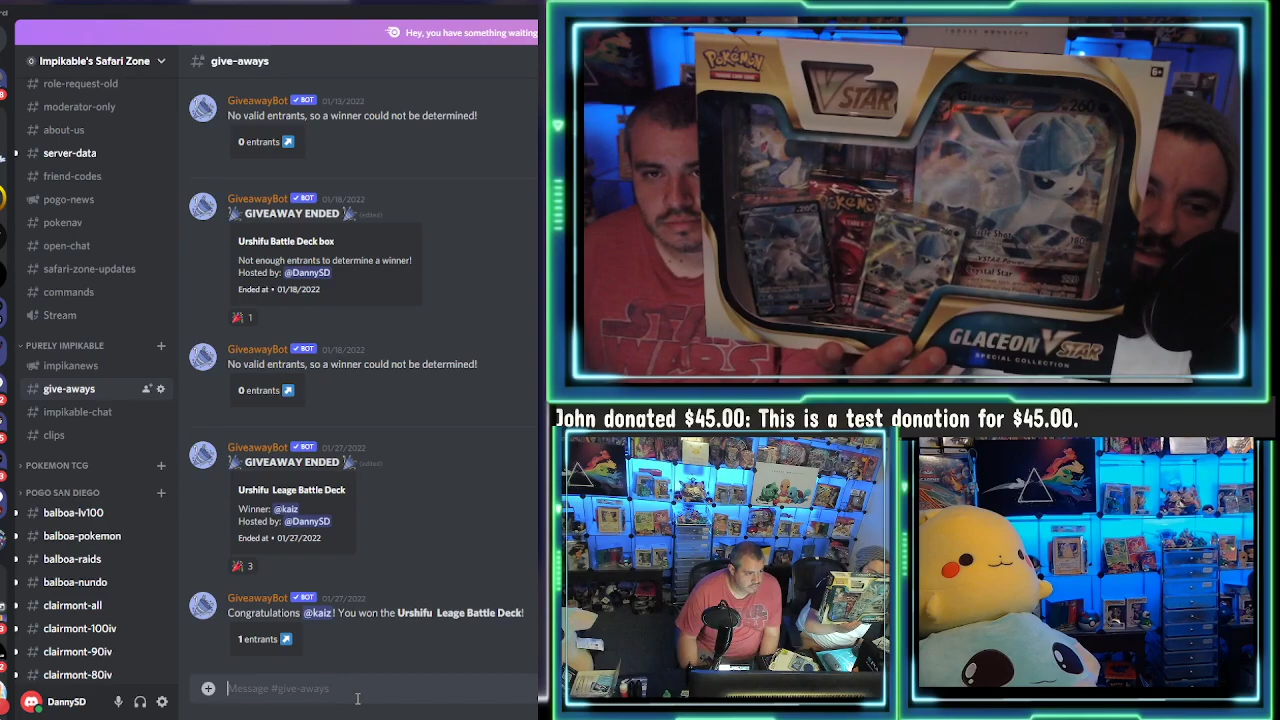 Hey, you have something waiting
Impikable's Safari Zone
give-aways
role-request-old
moderator-only
about-us
server-data
friend-codes
pogo-news
pokenav
open-chat
safari-zone-updates
commands
Stream
PURELY IMPIKABLE
impikanews
give-aways
impikable-chat
clips
POKEMON TCG
POGO SAN DIEGO
balboa-lv100
balboa-pokemon
balboa-raids
balboa-nundo
clairmont-all
clairmont-100iv
clairmont-90iv
clairmont-80iv
DannySD
GiveawayBot BOT 01/13/2022
No valid entrants, so a winner could not be determined!
0 entrants
GiveawayBot BOT 01/18/2022
GIVEAWAY ENDED (edited)
Urshifu Battle Deck box
Not enough entrants to determine a winner!
Hosted by: @DannySD
Ended at • 01/18/2022
1
GiveawayBot BOT 01/18/2022
No valid entrants, so a winner could not be determined!
0 entrants
GiveawayBot BOT 01/27/2022
GIVEAWAY ENDED (edited)
Urshifu Leage Battle Deck
Winner: @kaiz
Hosted by: @DannySD
Ended at • 01/27/2022
3
GiveawayBot BOT 01/27/2022
Congratulations @kaiz! You won the Urshifu Leage Battle Deck!
1 entrants
Message #give-aways
POKÉMON
VSTAR
6+
260
POKÉMON
180
VSTAR Power
GLACEON VSTAR
SPECIAL COLLECTION
STAR
WARS
John donated $45.00: This is a test donation for $45.00.